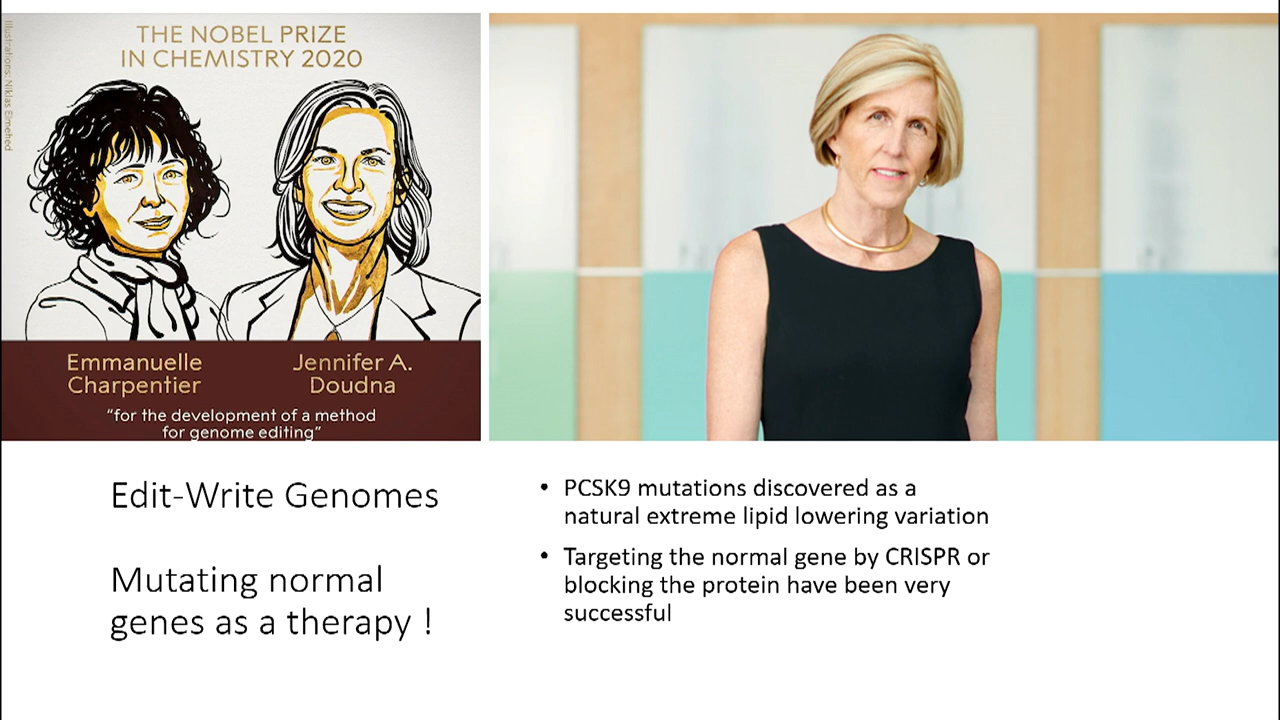 Illustrations: Niklas Elmehed
THE NOBEL PRIZE
IN CHEMISTRY 2020
Emmanuelle
Charpentier
Jennifer A.
Doudna
“for the development of a method
for genome editing”
Edit-Write Genomes
Mutating normal
genes as a therapy !
• PCSK9 mutations discovered as a
natural extreme lipid lowering variation
• Targeting the normal gene by CRISPR or
blocking the protein have been very
successful